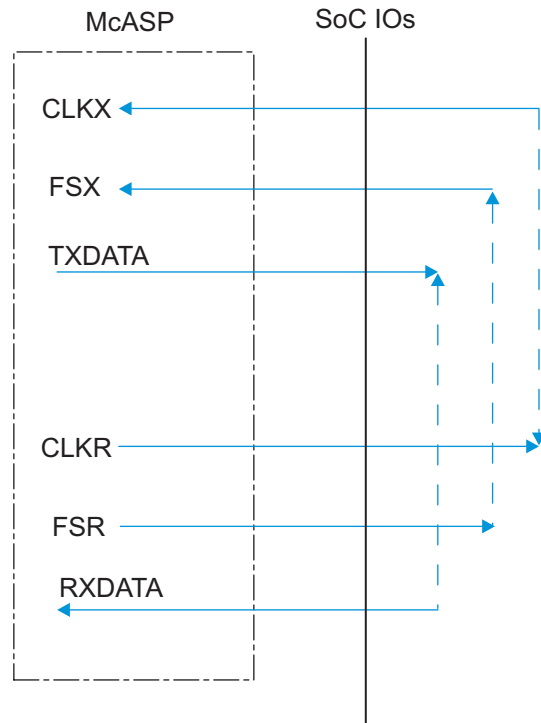 McASP
SoC IOs
CLKX
FSX
TXDATA
CLKR
FSR
RXDATA